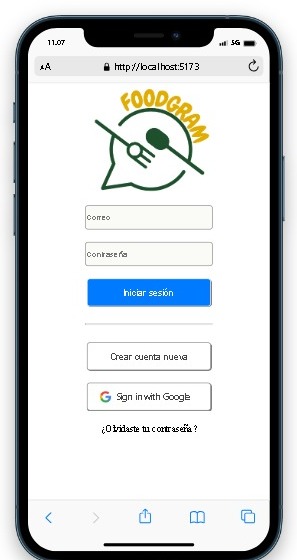 11.07
5G
AA
http://localhost:5173
FOODGRAM
Correo
Contraseña
Iniciar sesión
Crear cuenta nueva
Sign in with Google
¿Olvidaste tu contraseña?